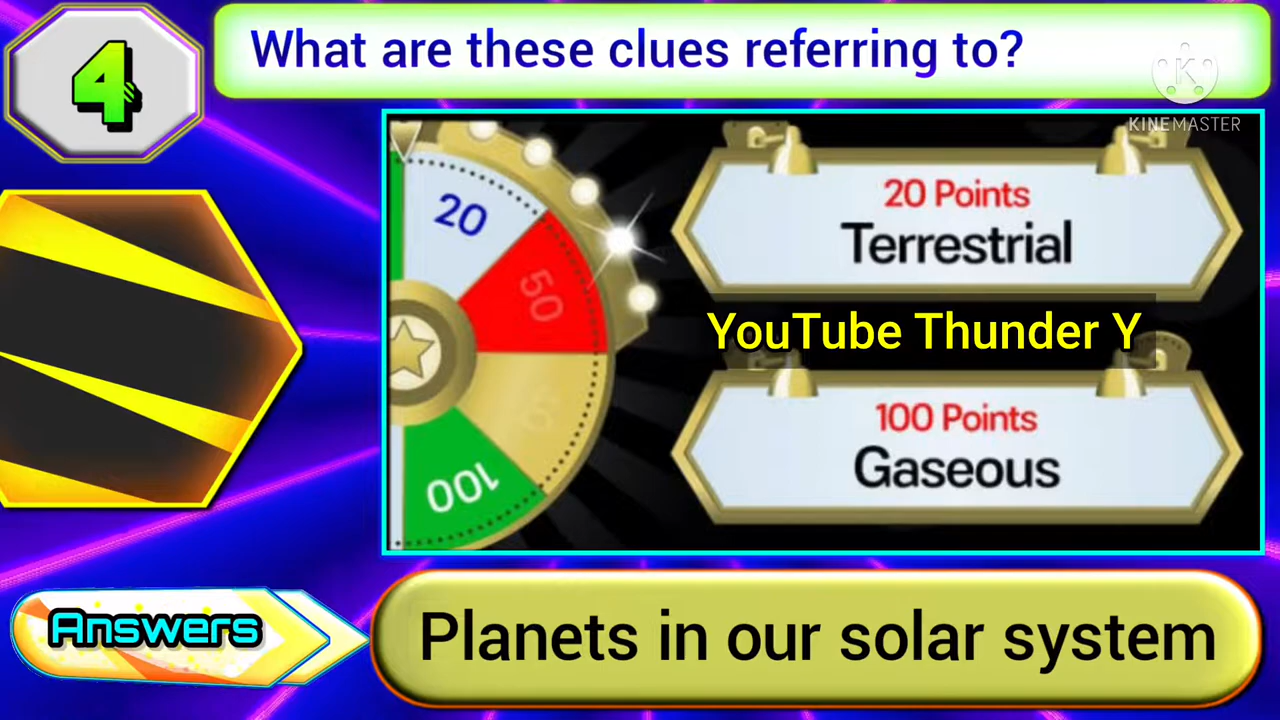 4
What are these clues referring to?
K
KINEMASTER
20
50
100
20 Points
Terrestrial
YouTube Thunder Y
100 Points
Gaseous
Answers
Planets in our solar system